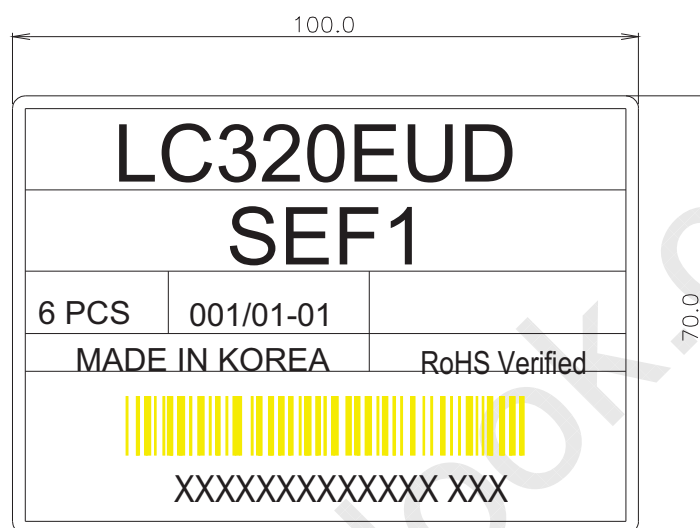 100.0
LC320EUD
SEF1
6 PCS 001/01-01
MADE IN KOREA RoHS Verified
XXXXXXXXXXXXX XXX
70.0